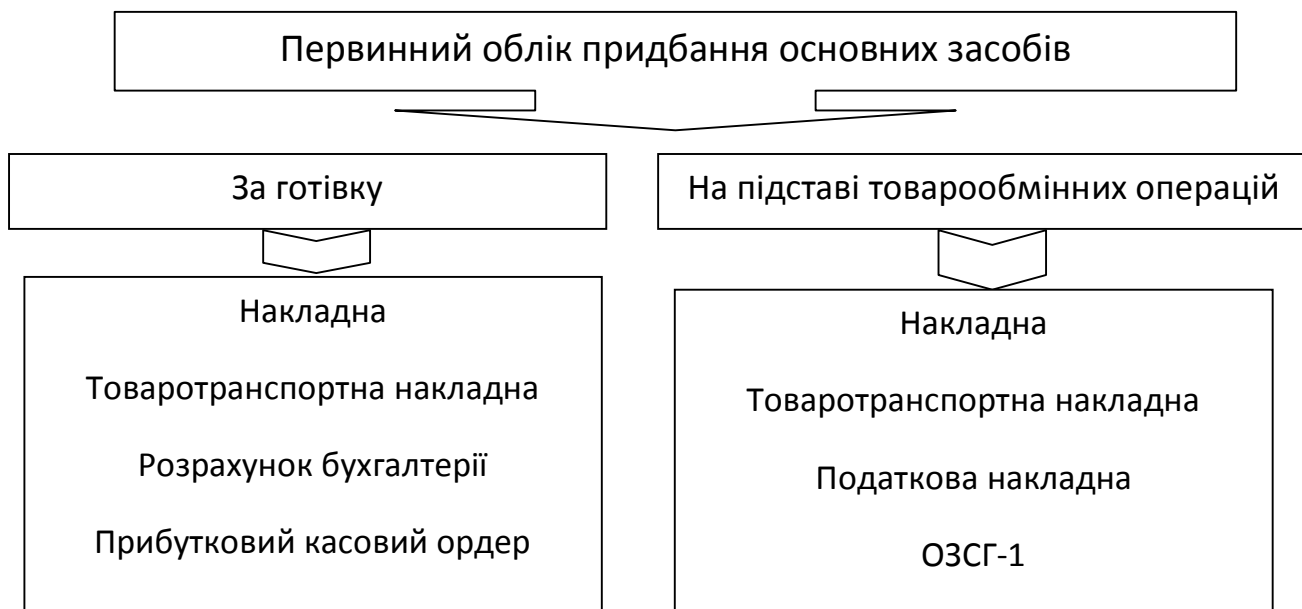 Первинний облік придбання основних засобів
За готівку
На підставі товарообмінних операцій
Накладна
Товаротранспортна накладна
Розрахунок бухгалтерії
Прибутковий касовий ордер
Накладна
Товаротранспортна накладна
Податкова накладна
ОЗСГ-1